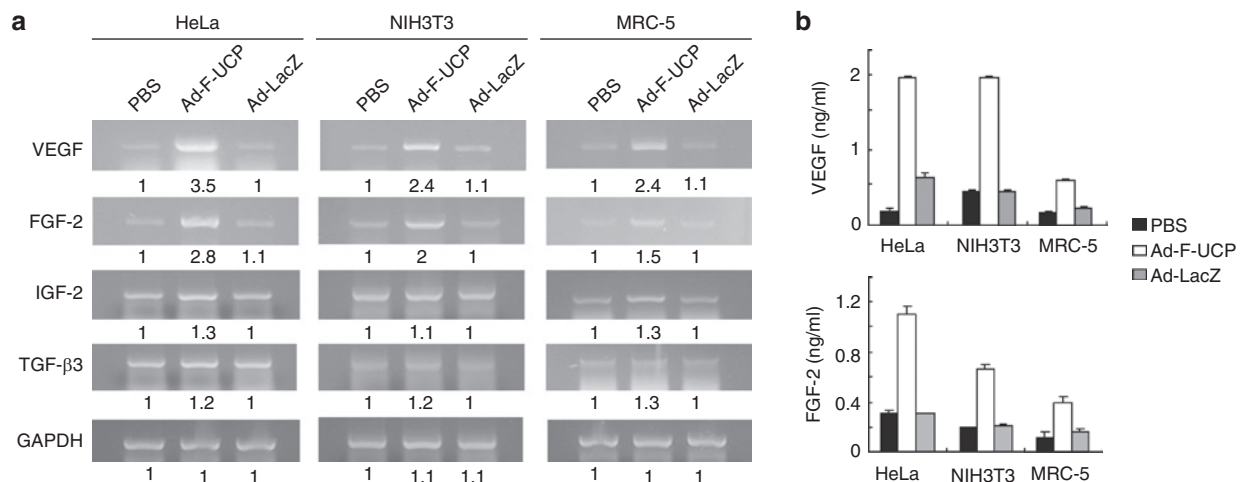 a
HeLa NIH3T3 MRC-5
PBS Ad-F-UCP Ad-LacZ PBS Ad-F-UCP Ad-LacZ PBS Ad-F-UCP Ad-LacZ
VEGF
1 3.5 1 1 2.4 1.1 1 2.4 1.1
FGF-2
1 2.8 1.1 1 2 1 1 1.5 1
IGF-2
1 1.3 1 1 1.1 1 1 1.3 1
TGF-β3
1 1.2 1 1 1.2 1 1 1.3 1
GAPDH
1 1 1 1 1.1 1.1 1 1 1
b
VEGF (ng/ml)
2
1
0
HeLa NIH3T3 MRC-5
PBS
Ad-F-UCP
Ad-LacZ
FGF-2 (ng/ml)
1.2
0.8
0.4
0
HeLa NIH3T3 MRC-5